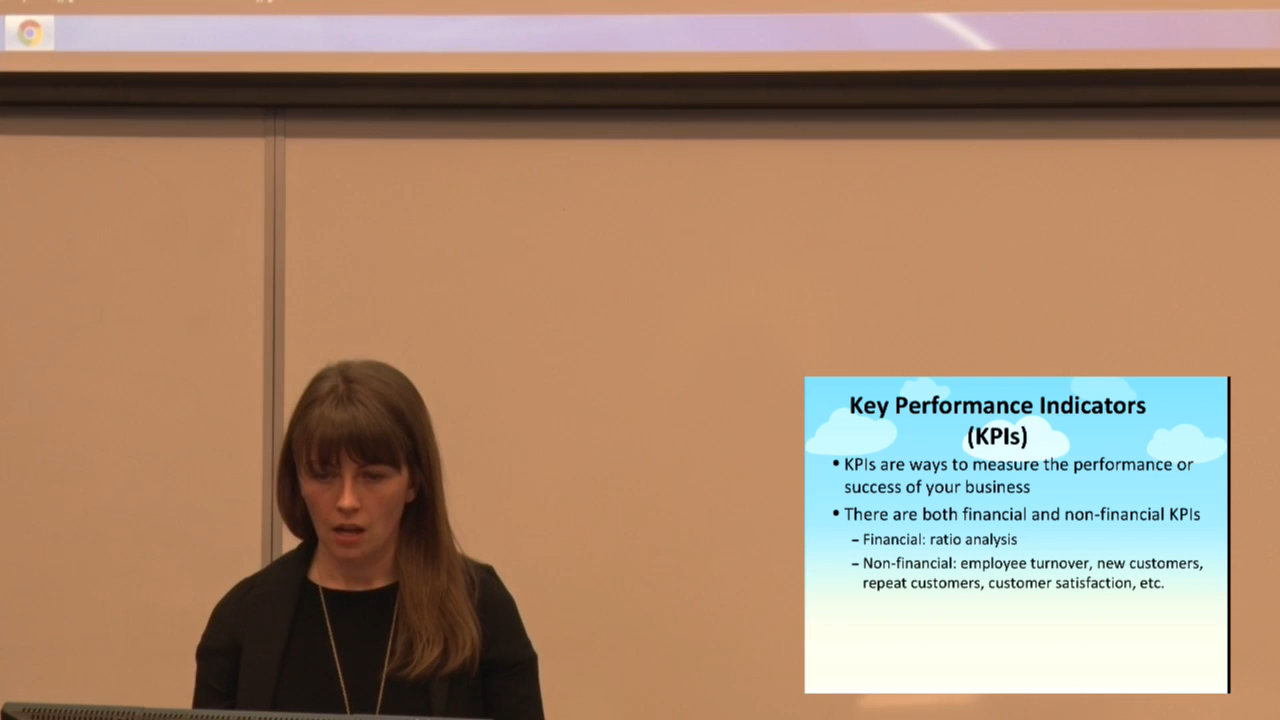 Key Performance Indicators
(KPIs)
• KPIs are ways to measure the performance or
success of your business
• There are both financial and non-financial KPIs
– Financial: ratio analysis
– Non-financial: employee turnover, new customers,
repeat customers, customer satisfaction, etc.